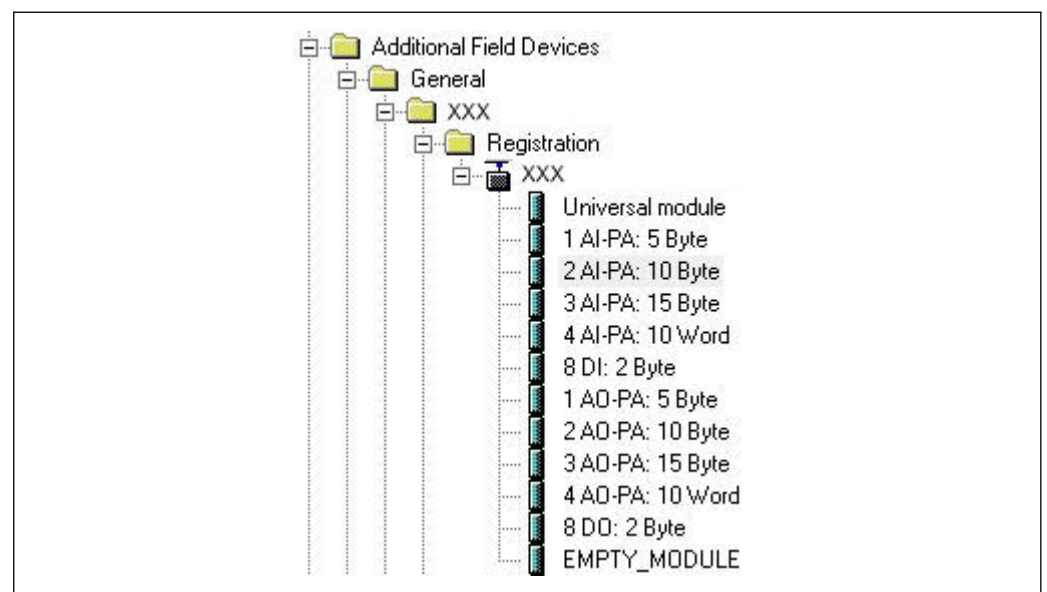 Additional Field Devices
General
XXX
Registration
XXX
Universal module
1 AI-PA: 5 Byte
2 AI-PA: 10 Byte
3 AI-PA: 15 Byte
4 AI-PA: 10 Word
8 DI: 2 Byte
1 AO-PA: 5 Byte
2 AO-PA: 10 Byte
3 AO-PA: 15 Byte
4 AO-PA: 10 Word
8 DO: 2 Byte
EMPTY_MODULE